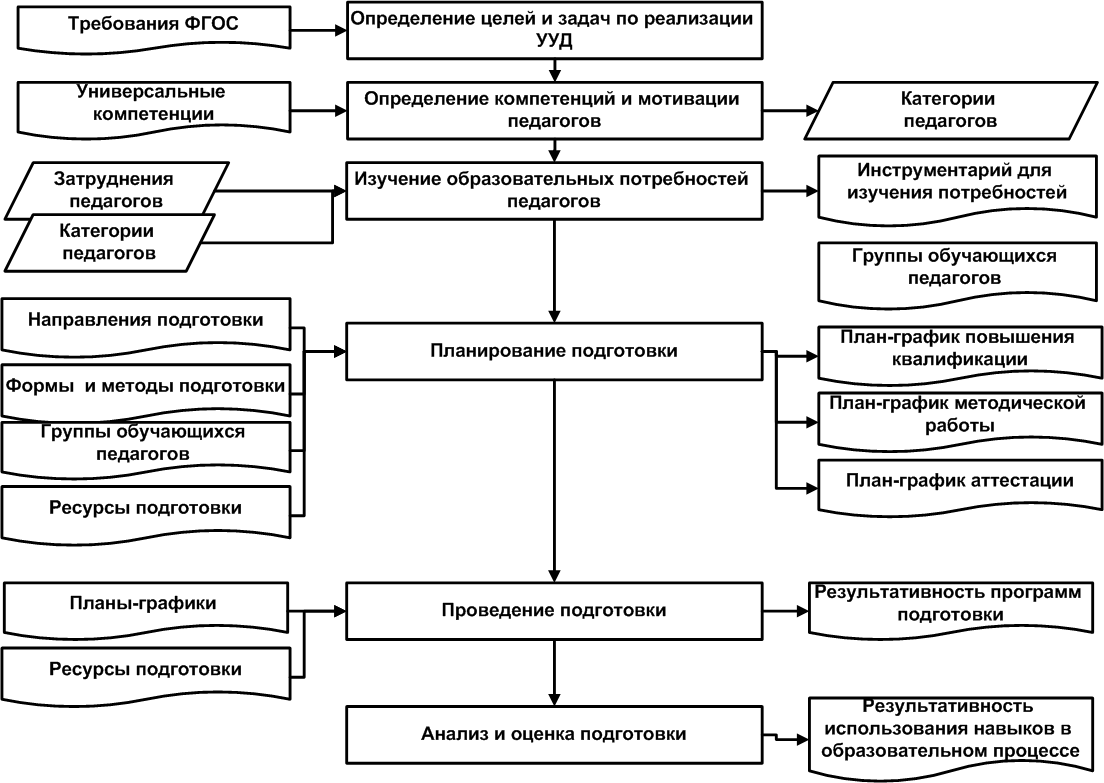 Требования ФГОС
Определение целей и задач по реализации
УУД
Универсальные
компетенции
Определение компетенций и мотивации
педагогов
Категории
педагогов
Затруднения
педагогов
Категории
педагогов
Изучение образовательных потребностей
педагогов
Инструментарий для
изучения потребностей
Группы обучающихся
педагогов
Направления подготовки
Формы и методы подготовки
Группы обучающихся
педагогов
Ресурсы подготовки
Планирование подготовки
План-график повышения
квалификации
План-график методической
работы
План-график аттестации
Планы-графики
Ресурсы подготовки
Проведение подготовки
Результативность программ
подготовки
Анализ и оценка подготовки
Результативность
использования навыков в
образовательном процессе